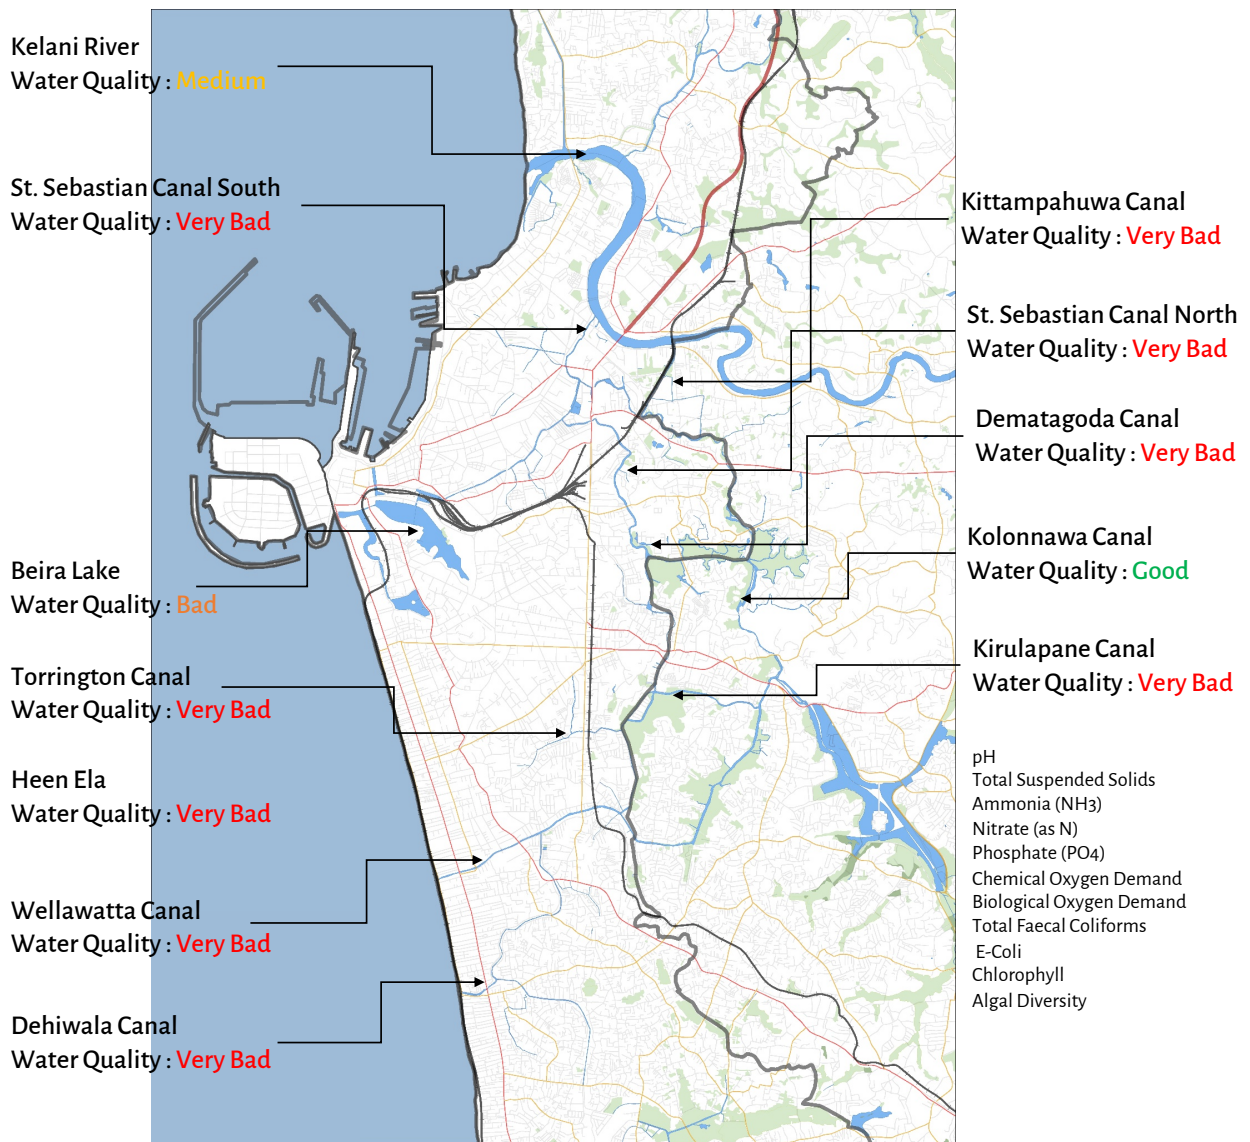 Kelani River
Water Quality : Medium
St. Sebastian Canal South
Water Quality : Very Bad
Beira Lake
Water Quality : Bad
Torrington Canal
Water Quality : Very Bad
Heen Ela
Water Quality : Very Bad
Wellawatta Canal
Water Quality : Very Bad
Dehiwala Canal
Water Quality : Very Bad
Kittampahuwa Canal
Water Quality : Very Bad
St. Sebastian Canal North
Water Quality : Very Bad
Dematagoda Canal
Water Quality : Very Bad
Kolonnawa Canal
Water Quality : Good
Kirulapane Canal
Water Quality : Very Bad
pH
Total Suspended Solids
Ammonia (NH3)
Nitrate (as N)
Phosphate (PO4)
Chemical Oxygen Demand
Biological Oxygen Demand
Total Faecal Coliforms
E-Coli
Chlorophyll
Algal Diversity